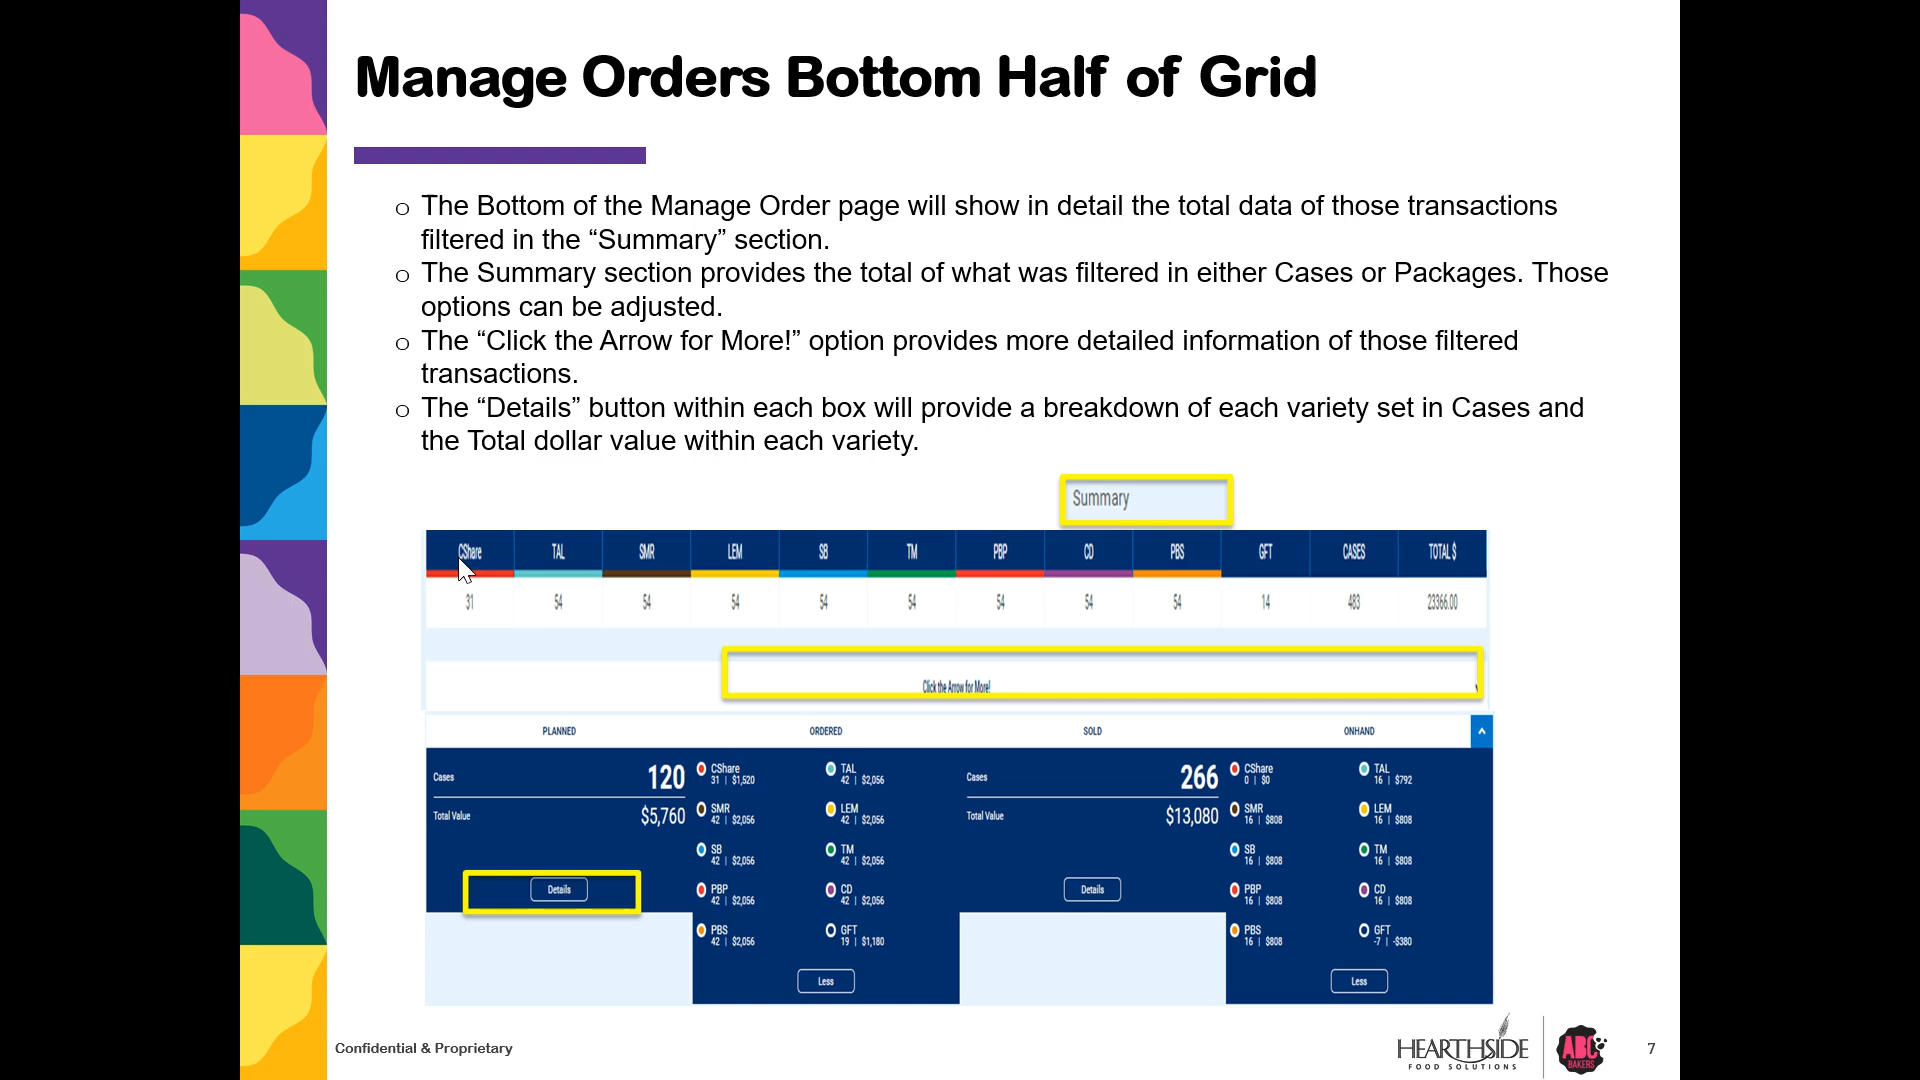 Manage Orders Bottom Half of Grid
o The Bottom of the Manage Order page will show in detail the total data of those transactions
filtered in the “Summary” section.
o The Summary section provides the total of what was filtered in either Cases or Packages. Those
options can be adjusted.
o The “Click the Arrow for More!” option provides more detailed information of those filtered
transactions.
o The “Details” button within each box will provide a breakdown of each variety set in Cases and
the Total dollar value within each variety.
Summary
CShare TAL SMR LEM SB TM PBP CD PBS GFT CASES TOTAL $
31 54 54 54 54 54 54 54 54 14 483 23366.00
Click the Arrow for More!
PLANNED ORDERED SOLD ONHAND
Cases 120 CShare TAL Cases 266 CShare TAL
31 | $1,520 42 | $2,056 0 | $0 16 | $792
Total Value $5,760 SMR LEM Total Value $13,080 SMR LEM
42 | $2,056 42 | $2,056 16 | $808 16 | $808
SB TM SB TM
42 | $2,056 42 | $2,056 16 | $808 16 | $808
Details PBP CD Details PBP CD
42 | $2,056 42 | $2,056 16 | $808 16 | $808
PBS GFT PBS GFT
42 | $2,056 19 | $1,180 16 | $808 -7 | -$380
Less Less
Confidential & Proprietary
HEARTHSIDE
FOOD SOLUTIONS
ABC
BAKERS
7